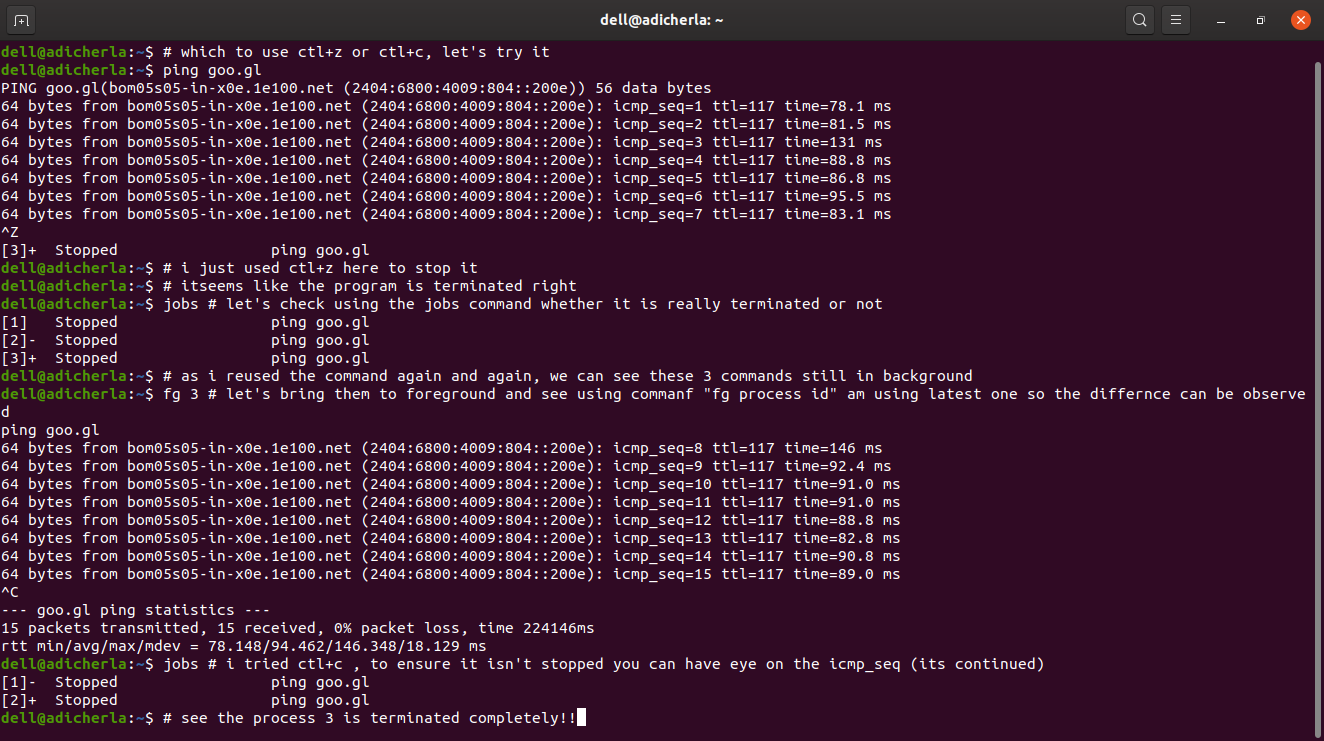 dell@adicherla: ~
dell@adicherla:~$ # which to use ctl+z or ctl+c, let's try it
dell@adicherla:~$ ping goo.gl
PING goo.gl(bom05s05-in-x0e.1e100.net (2404:6800:4009:804::200e)) 56 data bytes
64 bytes from bom05s05-in-x0e.1e100.net (2404:6800:4009:804::200e): icmp_seq=1 ttl=117 time=78.1 ms
64 bytes from bom05s05-in-x0e.1e100.net (2404:6800:4009:804::200e): icmp_seq=2 ttl=117 time=81.5 ms
64 bytes from bom05s05-in-x0e.1e100.net (2404:6800:4009:804::200e): icmp_seq=3 ttl=117 time=131 ms
64 bytes from bom05s05-in-x0e.1e100.net (2404:6800:4009:804::200e): icmp_seq=4 ttl=117 time=88.8 ms
64 bytes from bom05s05-in-x0e.1e100.net (2404:6800:4009:804::200e): icmp_seq=5 ttl=117 time=86.8 ms
64 bytes from bom05s05-in-x0e.1e100.net (2404:6800:4009:804::200e): icmp_seq=6 ttl=117 time=95.5 ms
64 bytes from bom05s05-in-x0e.1e100.net (2404:6800:4009:804::200e): icmp_seq=7 ttl=117 time=83.1 ms
^Z
[3]+  Stopped                 ping goo.gl
dell@adicherla:~$ # i just used ctl+z here to stop it
dell@adicherla:~$ # itseems like the program is terminated right
dell@adicherla:~$ jobs # let's check using the jobs command whether it is really terminated or not
[1]   Stopped                 ping goo.gl
[2]-  Stopped                 ping goo.gl
[3]+  Stopped                 ping goo.gl
dell@adicherla:~$ # as i reused the command again and again, we can see these 3 commands still in background
dell@adicherla:~$ fg 3 # let's bring them to foreground and see using commanf "fg process id" am using latest one so the differnce can be observe
d
ping goo.gl
64 bytes from bom05s05-in-x0e.1e100.net (2404:6800:4009:804::200e): icmp_seq=8 ttl=117 time=146 ms
64 bytes from bom05s05-in-x0e.1e100.net (2404:6800:4009:804::200e): icmp_seq=9 ttl=117 time=92.4 ms
64 bytes from bom05s05-in-x0e.1e100.net (2404:6800:4009:804::200e): icmp_seq=10 ttl=117 time=91.0 ms
64 bytes from bom05s05-in-x0e.1e100.net (2404:6800:4009:804::200e): icmp_seq=11 ttl=117 time=91.0 ms
64 bytes from bom05s05-in-x0e.1e100.net (2404:6800:4009:804::200e): icmp_seq=12 ttl=117 time=88.8 ms
64 bytes from bom05s05-in-x0e.1e100.net (2404:6800:4009:804::200e): icmp_seq=13 ttl=117 time=82.8 ms
64 bytes from bom05s05-in-x0e.1e100.net (2404:6800:4009:804::200e): icmp_seq=14 ttl=117 time=90.8 ms
64 bytes from bom05s05-in-x0e.1e100.net (2404:6800:4009:804::200e): icmp_seq=15 ttl=117 time=89.0 ms
^C
--- goo.gl ping statistics ---
15 packets transmitted, 15 received, 0% packet loss, time 224146ms
rtt min/avg/max/mdev = 78.148/94.462/146.348/18.129 ms
dell@adicherla:~$ jobs # i tried ctl+c , to ensure it isn't stopped you can have eye on the icmp_seq (its continued)
[1]-  Stopped                 ping goo.gl
[2]+  Stopped                 ping goo.gl
dell@adicherla:~$ # see the process 3 is terminated completely!!